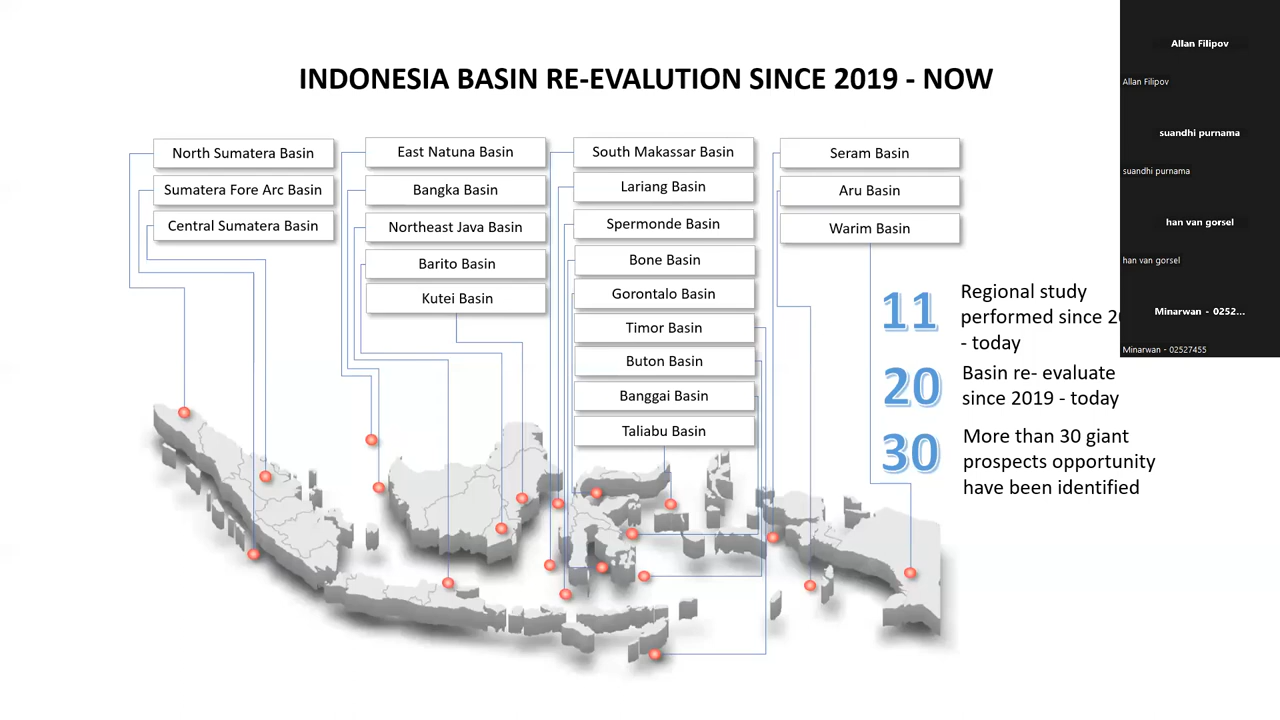 INDONESIA BASIN RE-EVALUTION SINCE 2019 - NOW
North Sumatera Basin
Sumatera Fore Arc Basin
Central Sumatera Basin
East Natuna Basin
Bangka Basin
Northeast Java Basin
Barito Basin
Kutei Basin
South Makassar Basin
Lariang Basin
Spermonde Basin
Bone Basin
Gorontalo Basin
Timor Basin
Buton Basin
Banggai Basin
Taliabu Basin
Seram Basin
Aru Basin
Warim Basin
11
Regional study
performed since
- today
20
Basin re- evaluate
since 2019 - today
30
More than 30 giant
prospects opportunity
have been identified
Allan Filipov
Allan Filipov
suandhi purnama
suandhi purnama
han van gorsel
han van gorsel
Minarwan - 0252...
Minarwan - 02527455